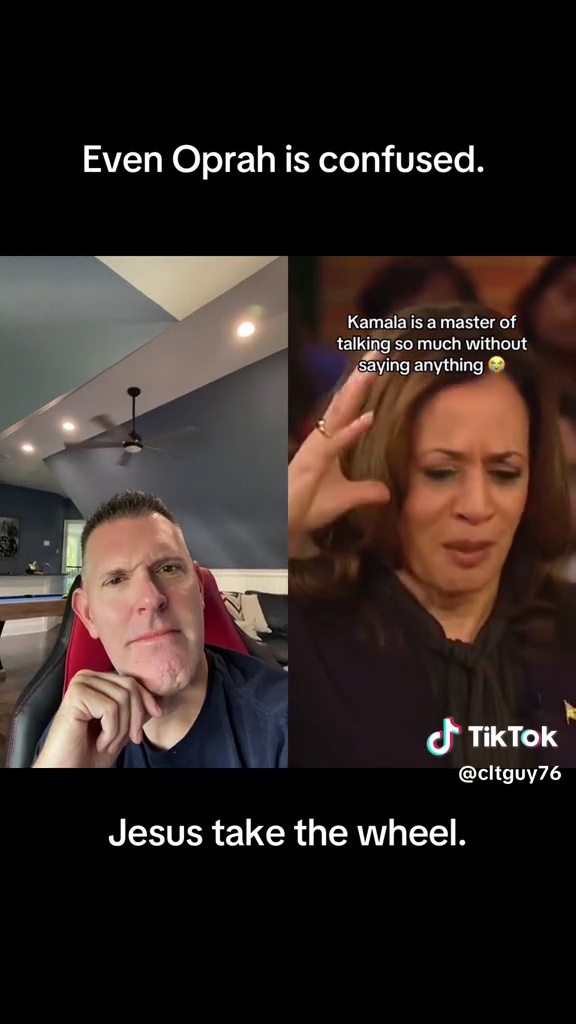 Even Oprah is confused.
Kamala is a master of
talking so much without
saying anything 😭
TikTok
@cltguy76
Jesus take the wheel.